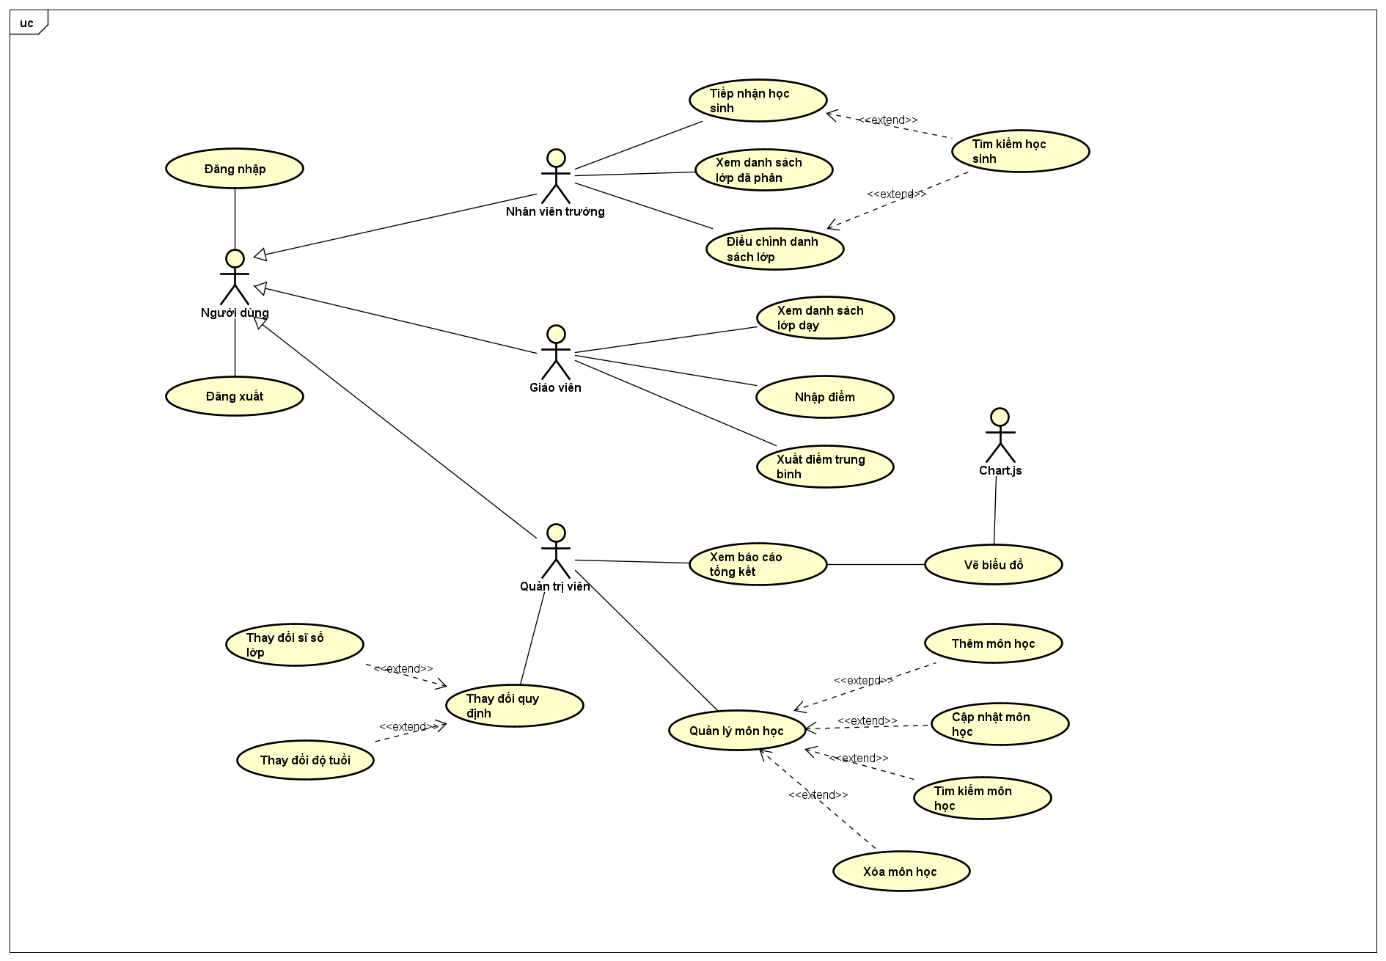 uc
Tiếp nhận học
sinh
<<extend>>
Tìm kiếm học
sinh
Đăng nhập
Xem danh sách
lớp đã phân
<<extend>>
Nhân viên trường
Điều chỉnh danh
sách lớp
Người dùng
Xem danh sách
lớp dạy
Giáo viên
Đăng xuất
Nhập điểm
Xuất điểm trung
bình
Chart.js
Xem báo cáo
tổng kết
Vẽ biểu đồ
Quản trị viên
Thay đổi sĩ số
lớp
<<extend>>
Thay đổi quy
định
<<extend>>
Thay đổi độ tuổi
Thêm môn học
<<extend>>
Quản lý môn học
<<extend>>
Cập nhật môn
học
<<extend>>
Tìm kiếm môn
học
<<extend>>
Xóa môn học